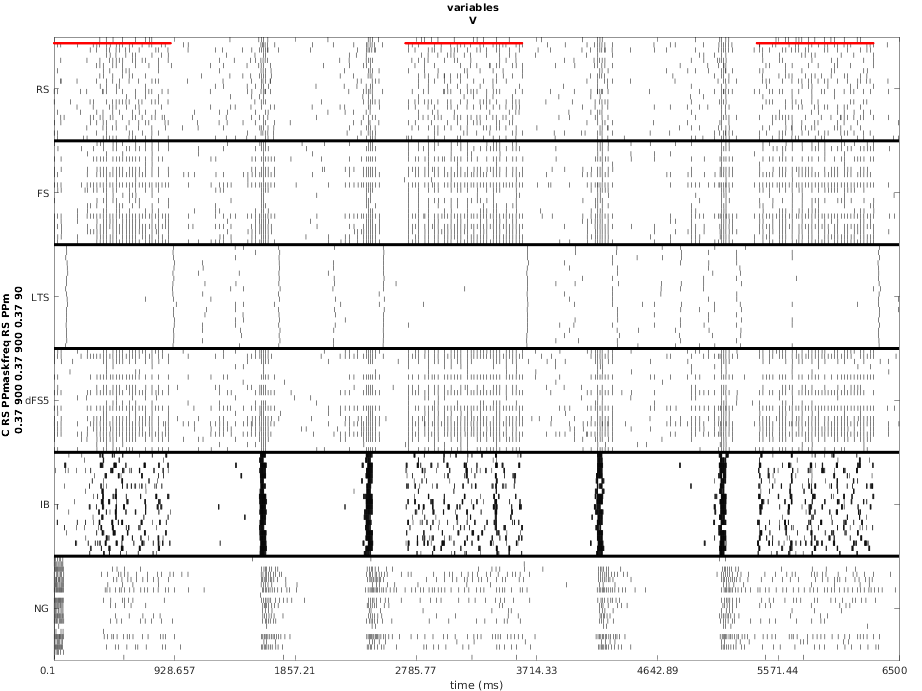 variables
V
C RS PPmaskfreq RS PPm
0.37 900 0.37 900 0.37 90
RS
FS
LTS
dFS5
IB
NG
0.1 928.657 1857.21 2785.77 3714.33 4642.89 5571.44 6500
time (ms)